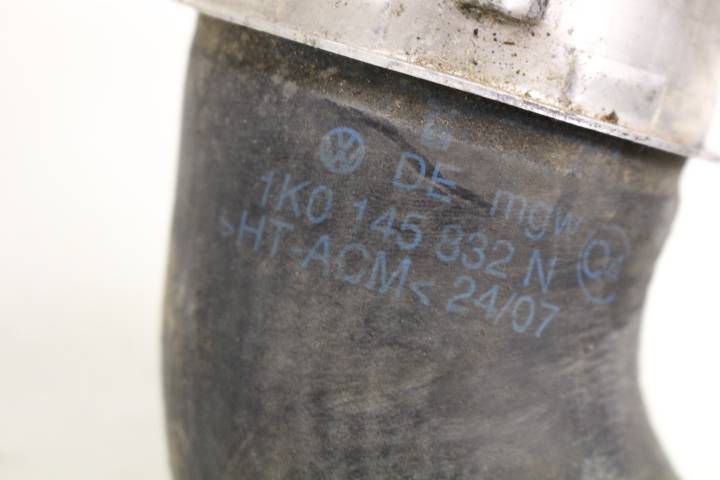 DE mgw
1K0 145 832 N
>HT-ACM< 24/07